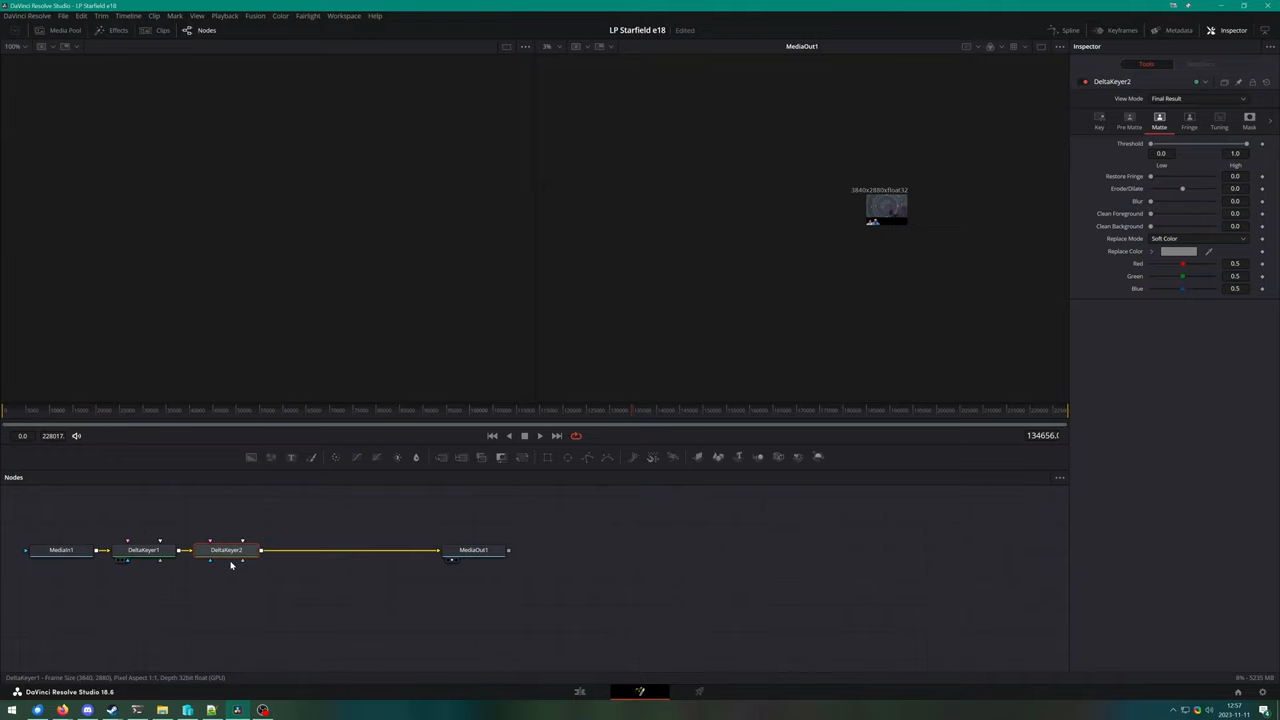 DaVinci Resolve Studio - LP Starfield e18
DaVinci Resolve File Edit Trim Timeline Clip Mark View Playback Fusion Color Fairlight Workspace Help
Media Pool Effects Clips Nodes LP Starfield e18 Edited Spline Keyframes Metadata Inspector
100% 3% MediaOut1 Inspector
Tools
DeltaKeyer2
View Mode Final Result
Key Pre Matte Matte Fringe Tuning Mask
Threshold
0.0 1.0
Low High
Restore Fringe 0.0
Erode/Dilate 0.0
Blur 0.0
Clean Foreground 0.0
Clean Background 0.0
Replace Mode Soft Color
Replace Color
Red 0.5
Green 0.5
Blue 0.5
3840x2880xfloat32
0.0 228017. 134656.0
Nodes
MediaIn1 DeltaKeyer1 DeltaKeyer2 MediaOut1
DeltaKeyer1 - Frame Size (3840, 2880), Pixel Aspect 1:1, Depth 32bit float (GPU) 8% - 5235 MB
DaVinci Resolve Studio 18.6
12:57
2023-11-11